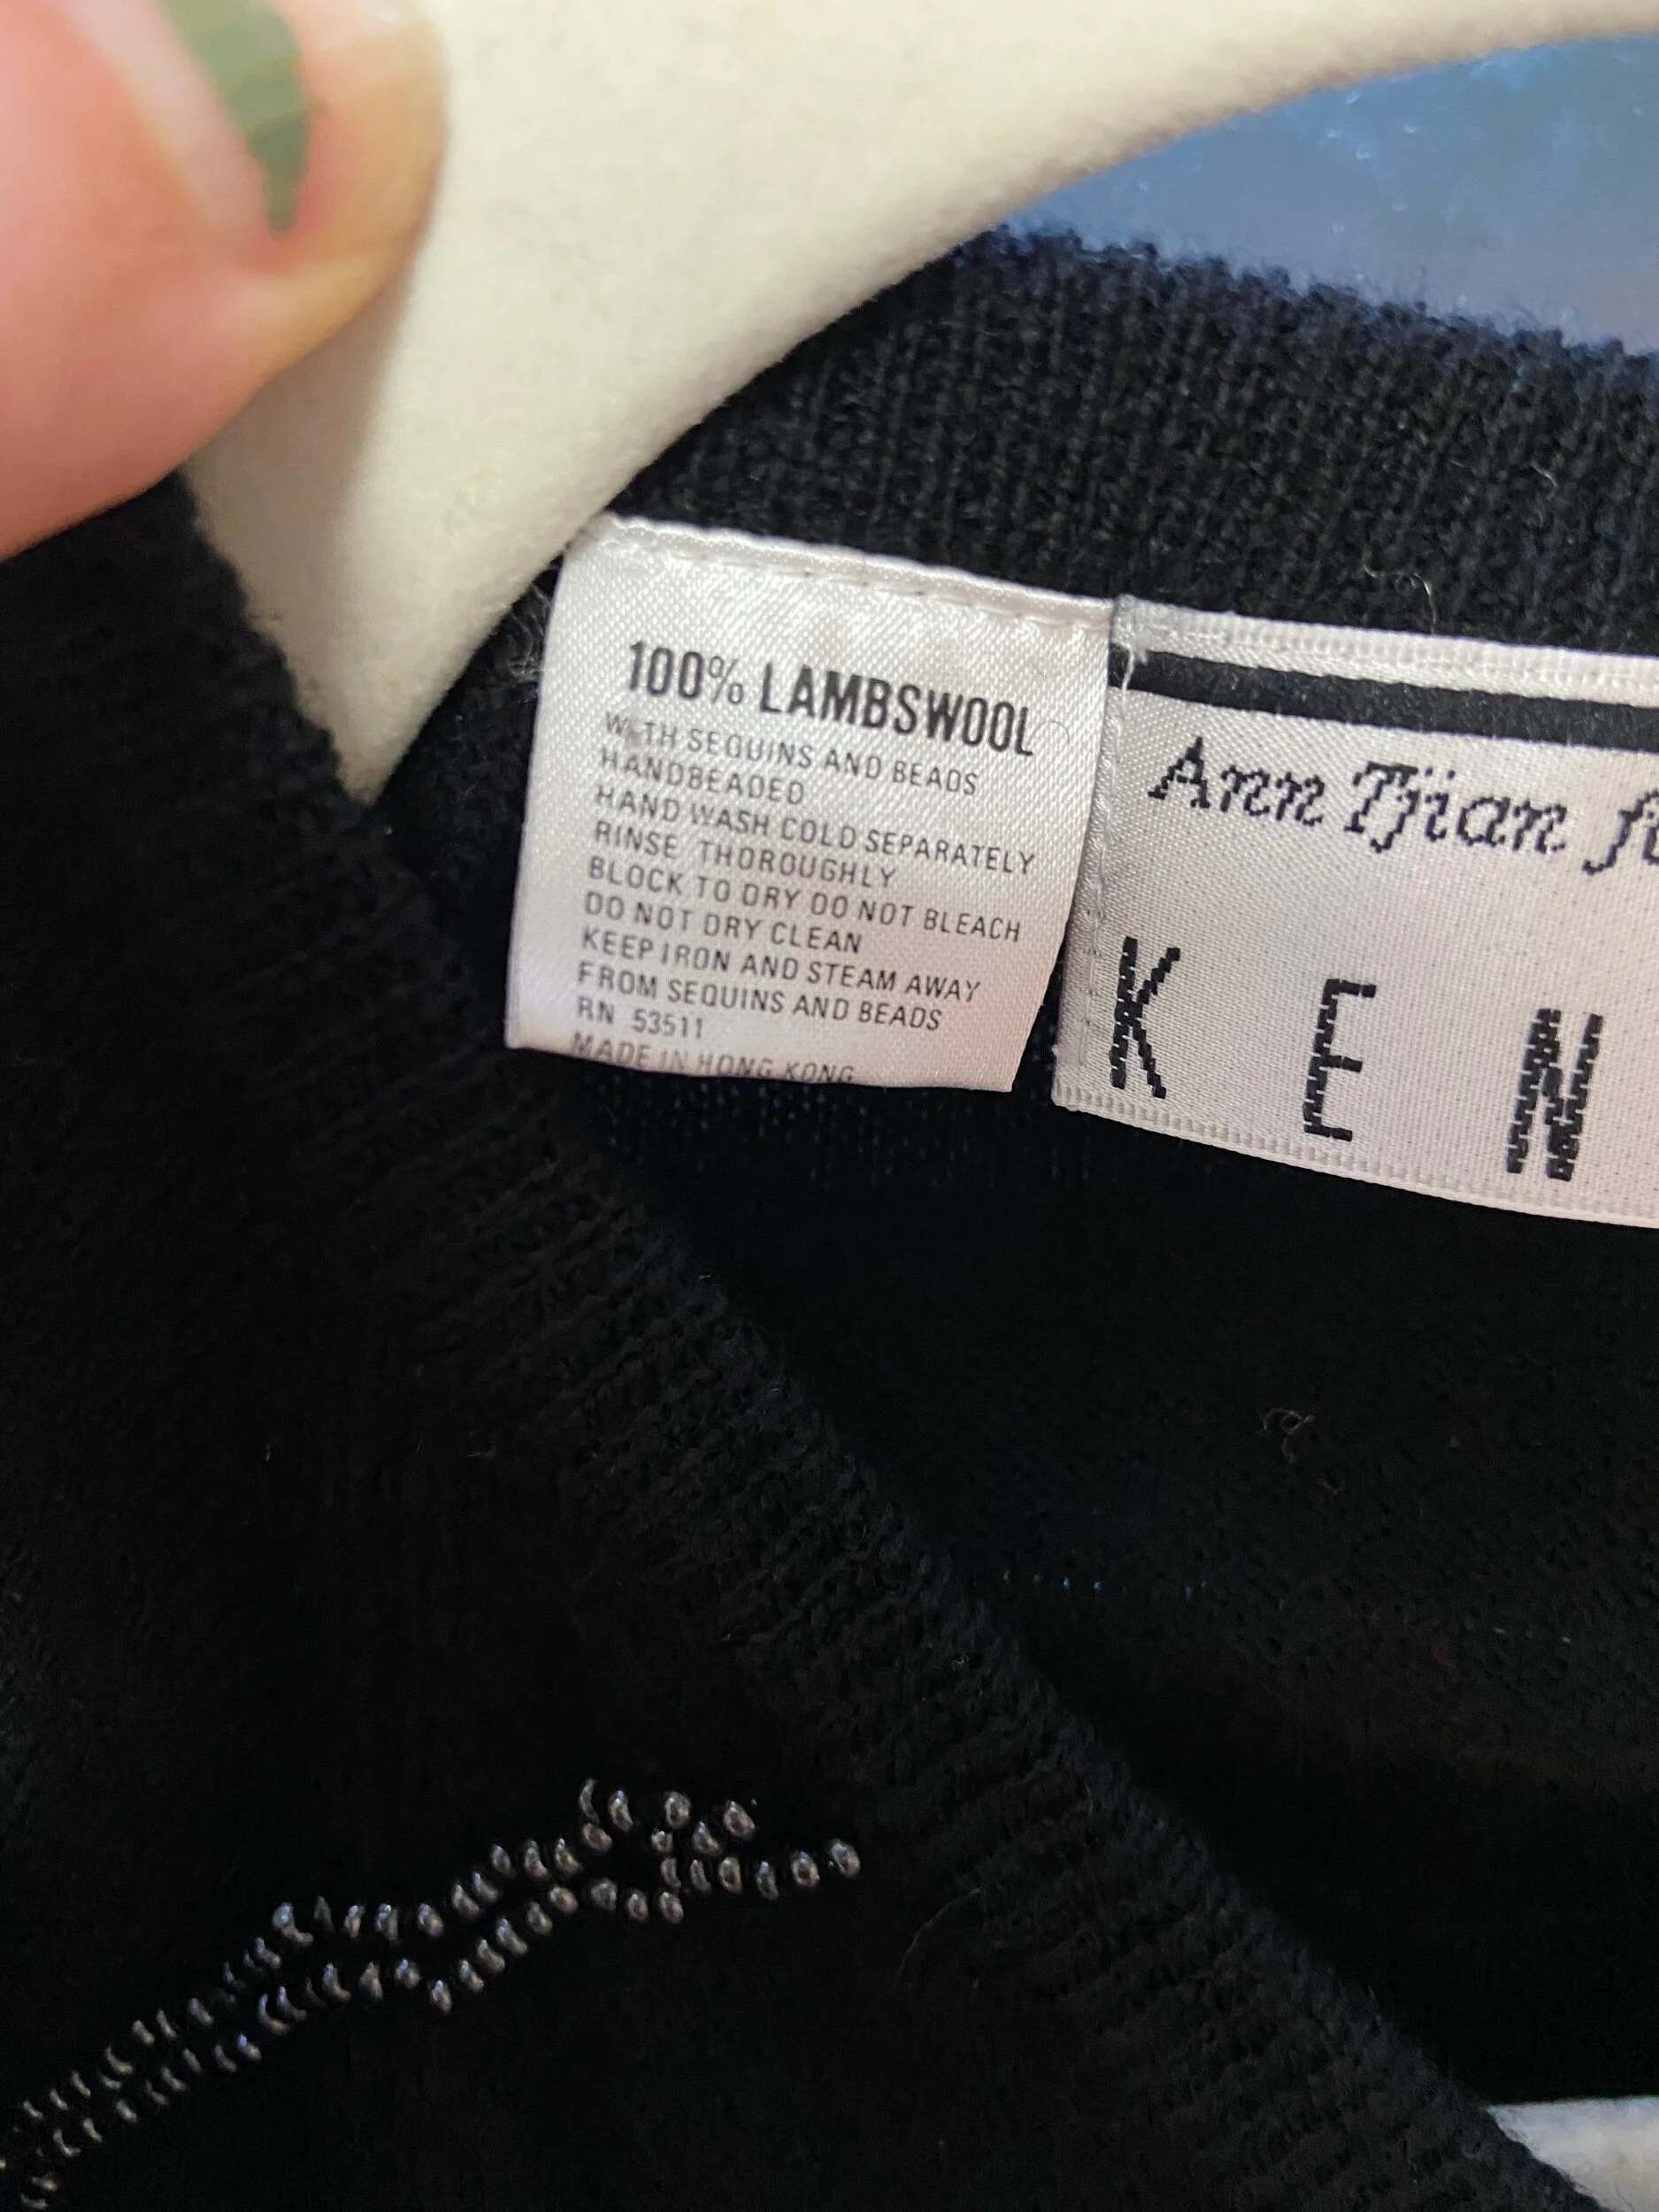 100% LAMBSWOOL
WITH SEQUINS AND BEADS
HANDBEADED
HAND WASH COLD SEPARATELY
RINSE THOROUGHLY
BLOCK TO DRY DO NOT BLEACH
DO NOT DRY CLEAN
KEEP IRON AND STEAM AWAY
FROM SEQUINS AND BEADS
RN 53511
MADE IN HONG KONG
Ann Tjian
K E N